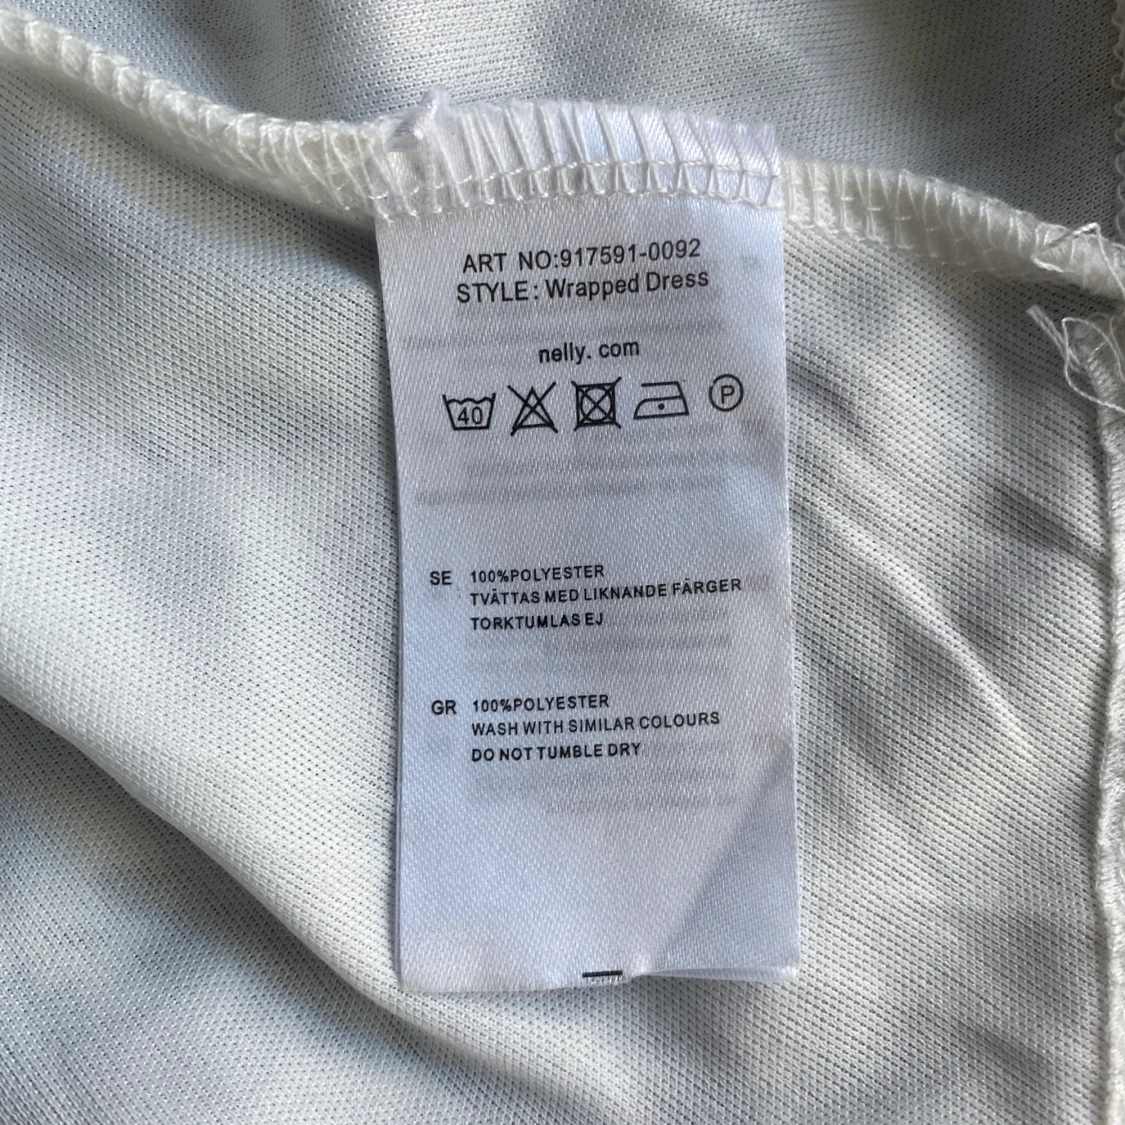 ART NO:917591-0092
STYLE: Wrapped Dress
nelly. com
40 P
SE 100%POLYESTER
TVÄTTAS MED LIKNANDE FÄRGER
TORKTUMLAS EJ
GR 100%POLYESTER
WASH WITH SIMILAR COLOURS
DO NOT TUMBLE DRY